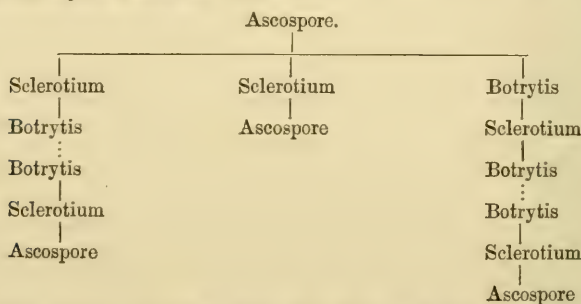 Ascospore.
Sclerotium Sclerotium Botrytis
Botrytis Ascospore Sclerotium
Botrytis Botrytis
Sclerotium Botrytis
Ascospore Sclerotium
Ascospore